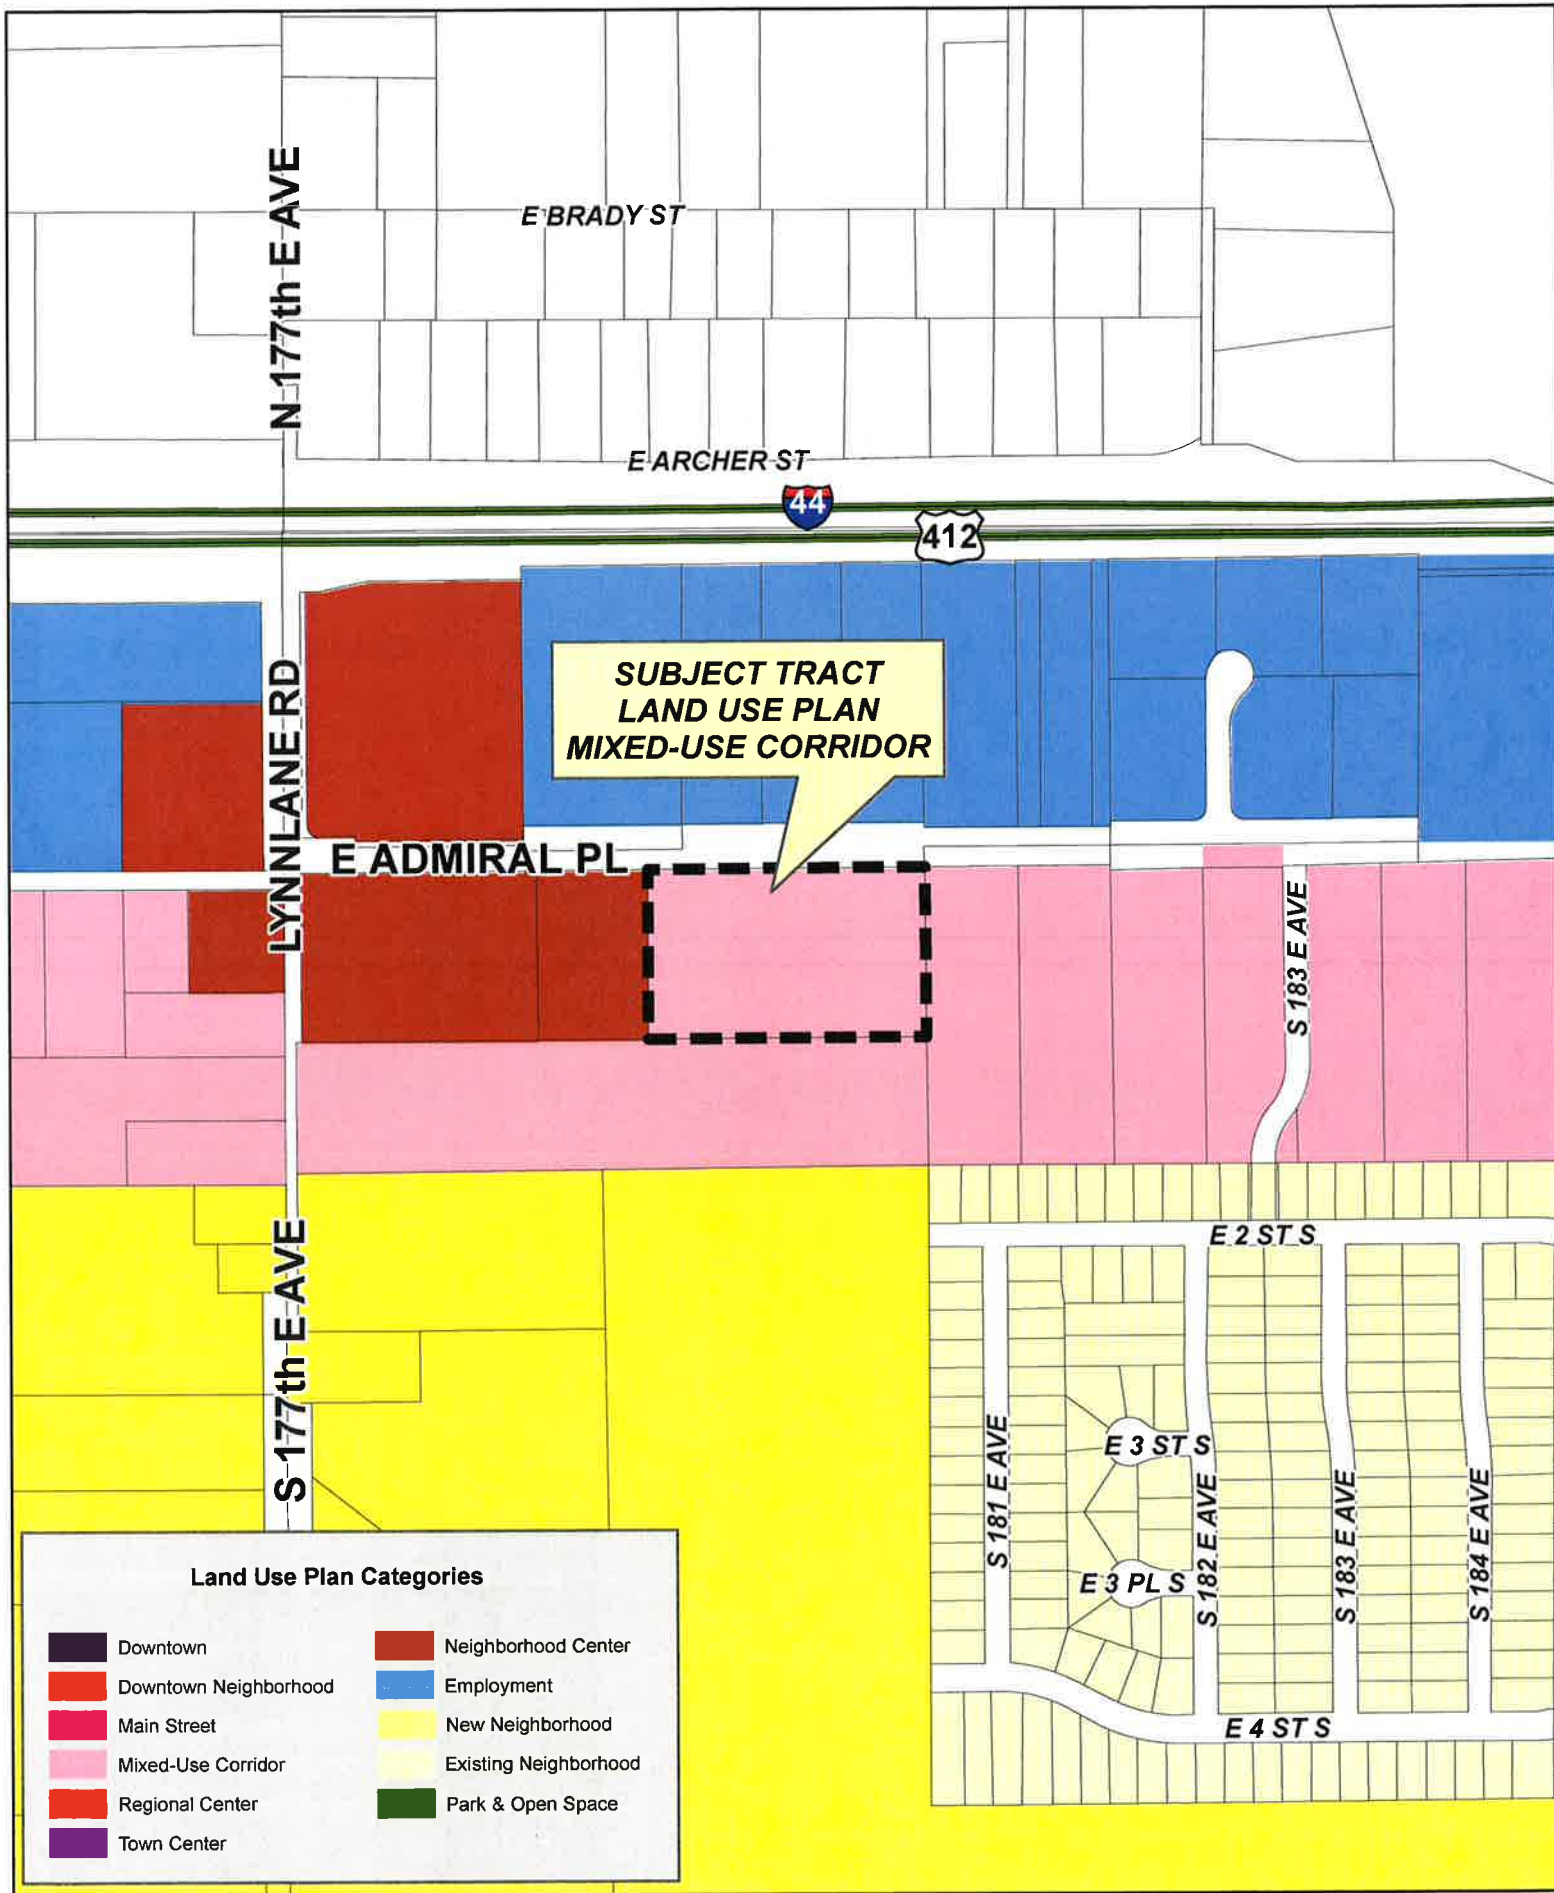 N 177th E AVE
E BRADY ST
E ARCHER ST
44
412
SUBJECT TRACT
LAND USE PLAN
MIXED-USE CORRIDOR
LYNNLANE RD
E ADMIRAL PL
S 183 E AVE
E 2 ST S
S 177th E AVE
E 3 ST S
S 181 E AVE
S 182 E AVE
S 183 E AVE
S 184 E AVE
E 3 PL S
E 4 ST S
Land Use Plan Categories
Downtown
Downtown Neighborhood
Main Street
Mixed-Use Corridor
Regional Center
Town Center
Neighborhood Center
Employment
New Neighborhood
Existing Neighborhood
Park & Open Space